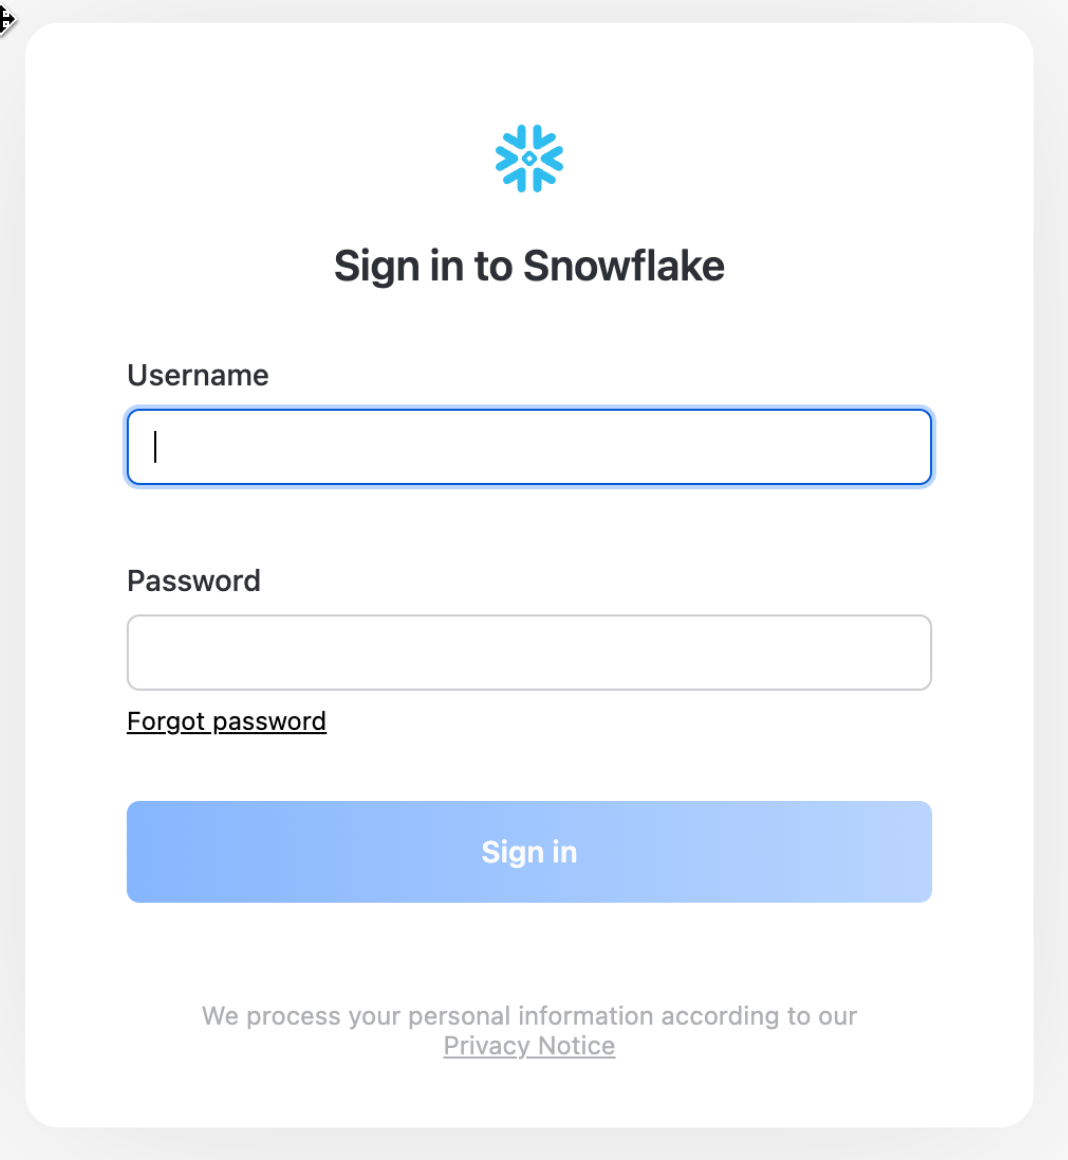 Sign in to Snowflake
Username
Password
Forgot password
Sign in
We process your personal information according to our
Privacy Notice